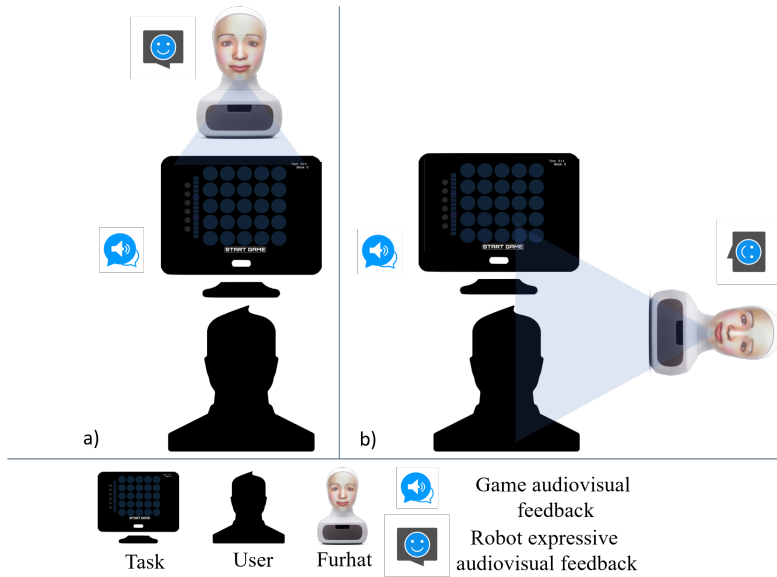 START GAME
START GAME
a)
b)
Game audiovisual
feedback
Robot expressive
audiovisual feedback
Task
User
Furhat